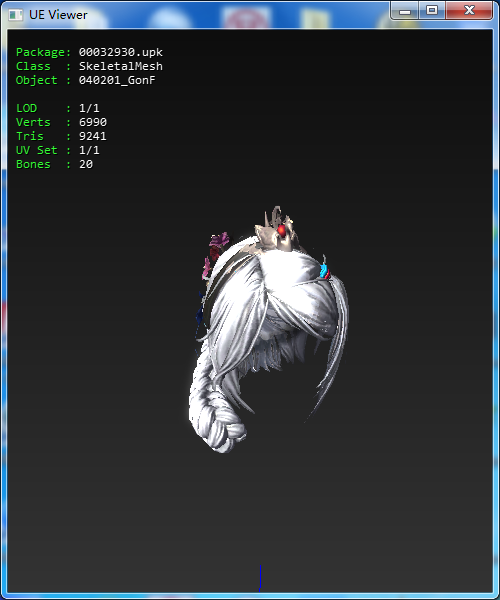 UE Viewer
Package: 00032930.upk
Class : SkeletalMesh
Object : 040201_GonF
LOD : 1/1
Verts : 6990
Tris : 9241
UV Set : 1/1
Bones : 20